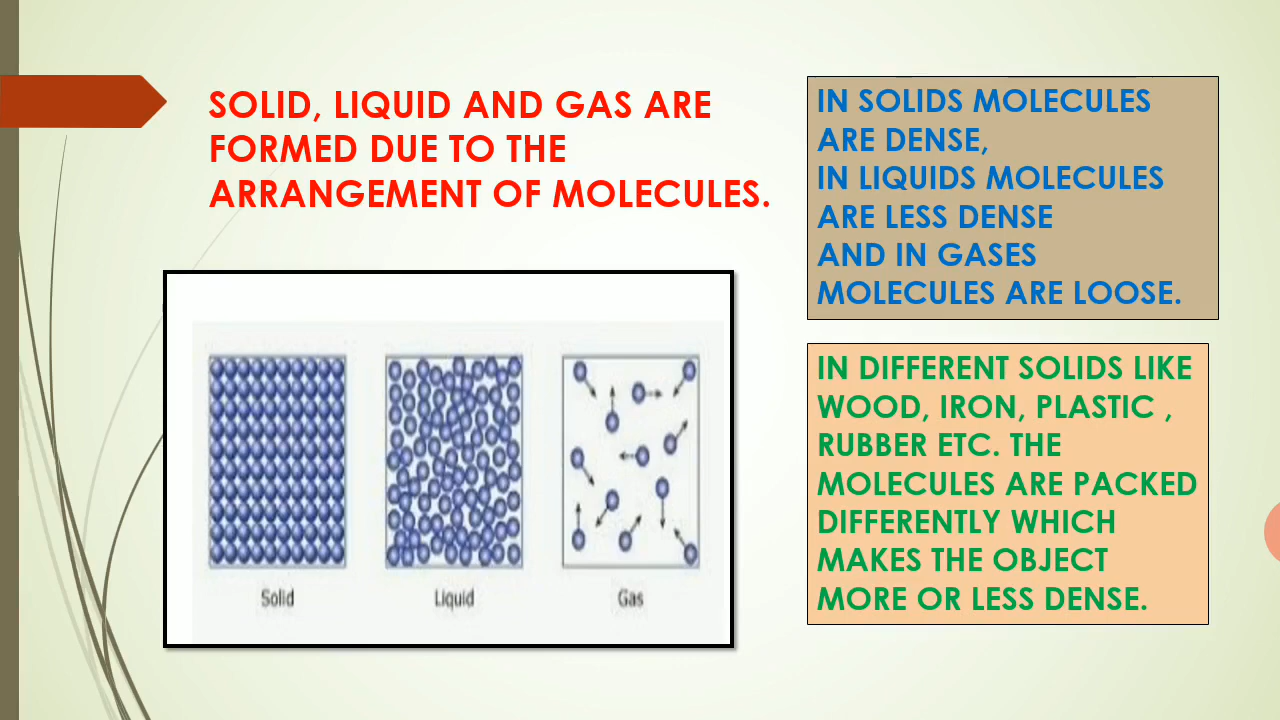 SOLID, LIQUID AND GAS ARE
FORMED DUE TO THE
ARRANGEMENT OF MOLECULES.
IN SOLIDS MOLECULES
ARE DENSE,
IN LIQUIDS MOLECULES
ARE LESS DENSE
AND IN GASES
MOLECULES ARE LOOSE.
IN DIFFERENT SOLIDS LIKE
WOOD, IRON, PLASTIC ,
RUBBER ETC. THE
MOLECULES ARE PACKED
DIFFERENTLY WHICH
MAKES THE OBJECT
MORE OR LESS DENSE.
Solid
Liquid
Gas